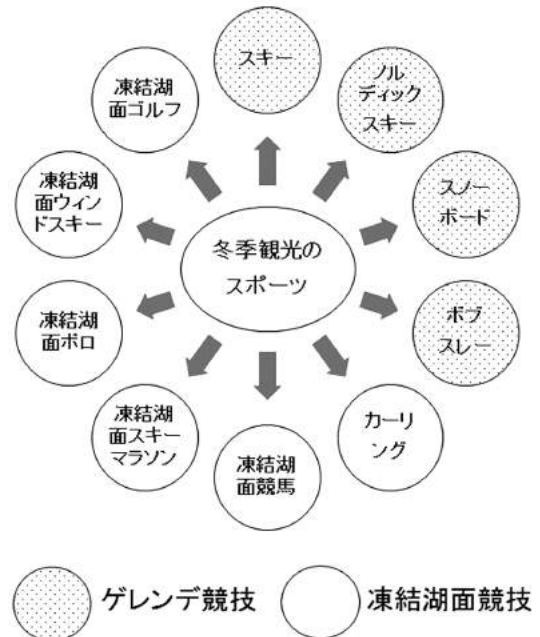 スキー
ノル
ディック
スキー
スノー
ボード
ボブ
スレー
カーリ
ング
凍結湖
面競馬
凍結湖
面スキー
マラソン
凍結湖
面ポロ
凍結湖
面ウィン
ドスキー
凍結湖
面ゴルフ
冬季観光の
スポーツ
ゲレンデ競技
凍結湖面競技